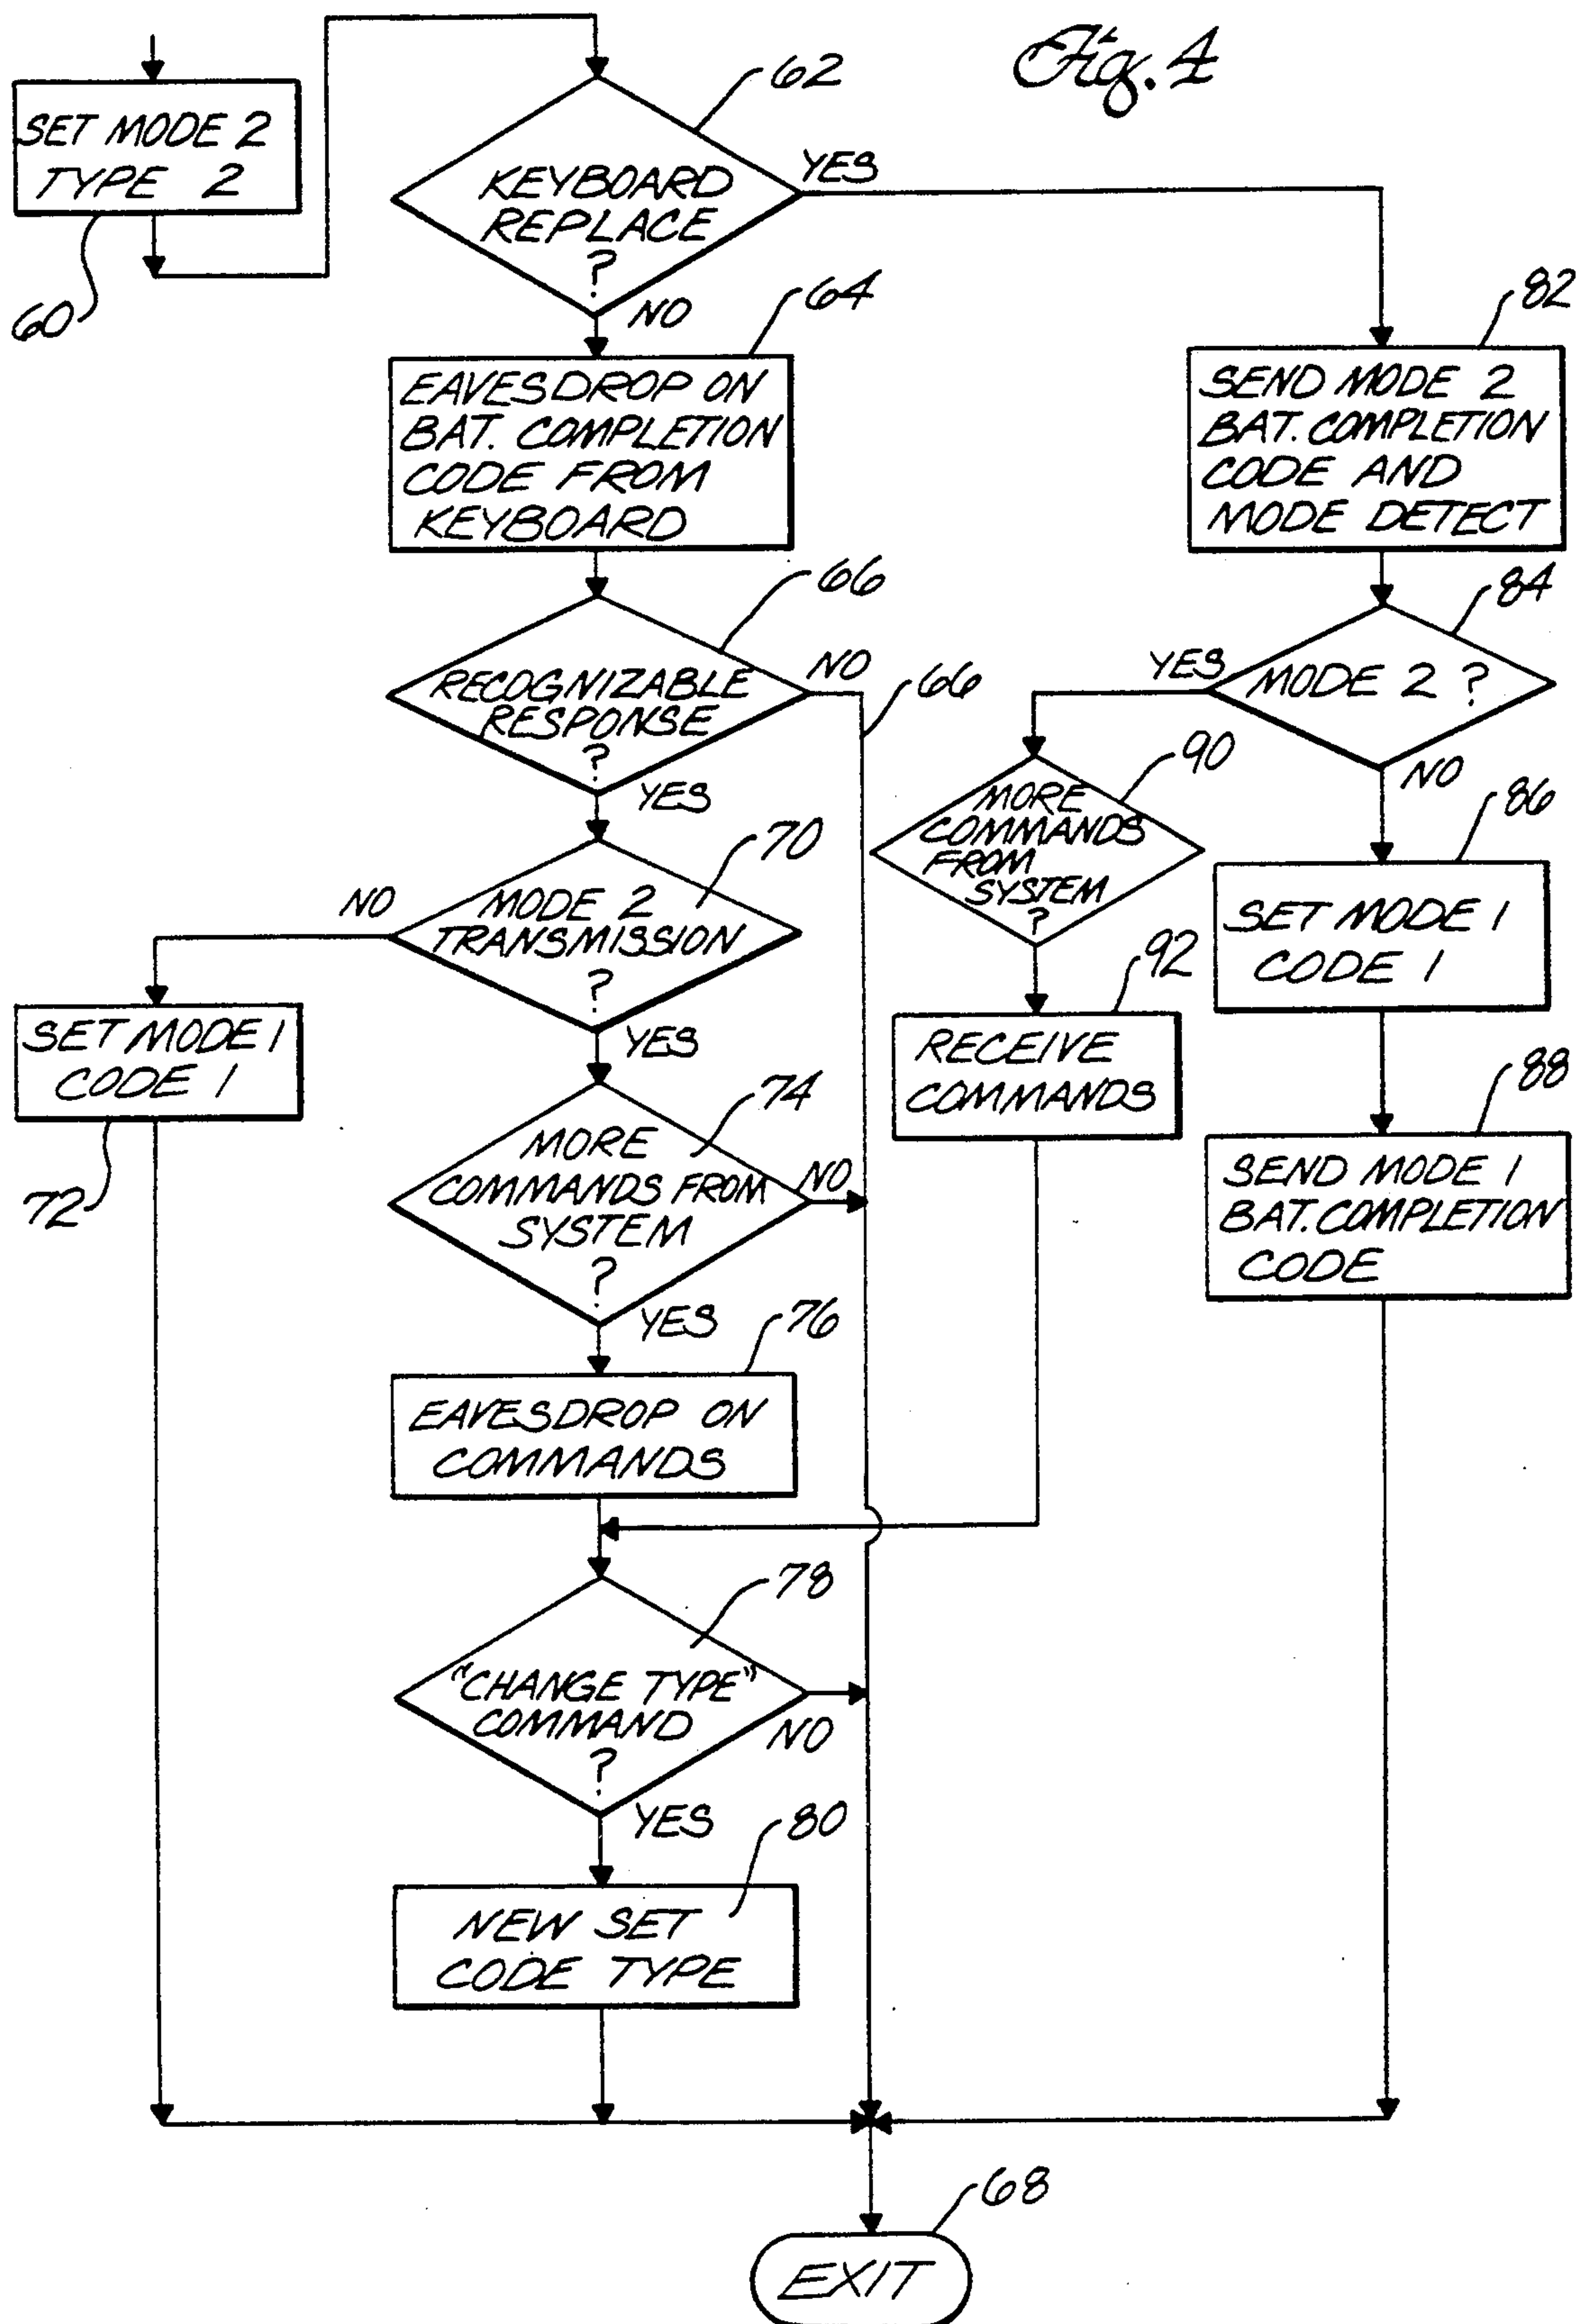 Fig. 4
SET MODE 2
TYPE 2
60
62
KEYBOARD
REPLACE
?
YES
NO
64
EAVESDROP ON
BAT. COMPLETION
CODE FROM
KEYBOARD
82
SEND MODE 2
BAT. COMPLETION
CODE AND
MODE DETECT
66
RECOGNIZABLE
RESPONSE
?
NO
66
YES
84
MODE 2 ?
YES
NO
70
MODE 2
TRANSMISSION
?
NO
YES
90
MORE
COMMANDS
FROM
SYSTEM
?
86
SET MODE 1
CODE 1
SET MODE 1
CODE 1
72
92
RECEIVE
COMMANDS
74
MORE
COMMANDS FROM
SYSTEM
?
NO
YES
88
SEND MODE 1
BAT. COMPLETION
CODE
76
EAVESDROP ON
COMMANDS
78
"CHANGE TYPE"
COMMAND
?
NO
YES
80
NEW SET
CODE TYPE
68
EXIT